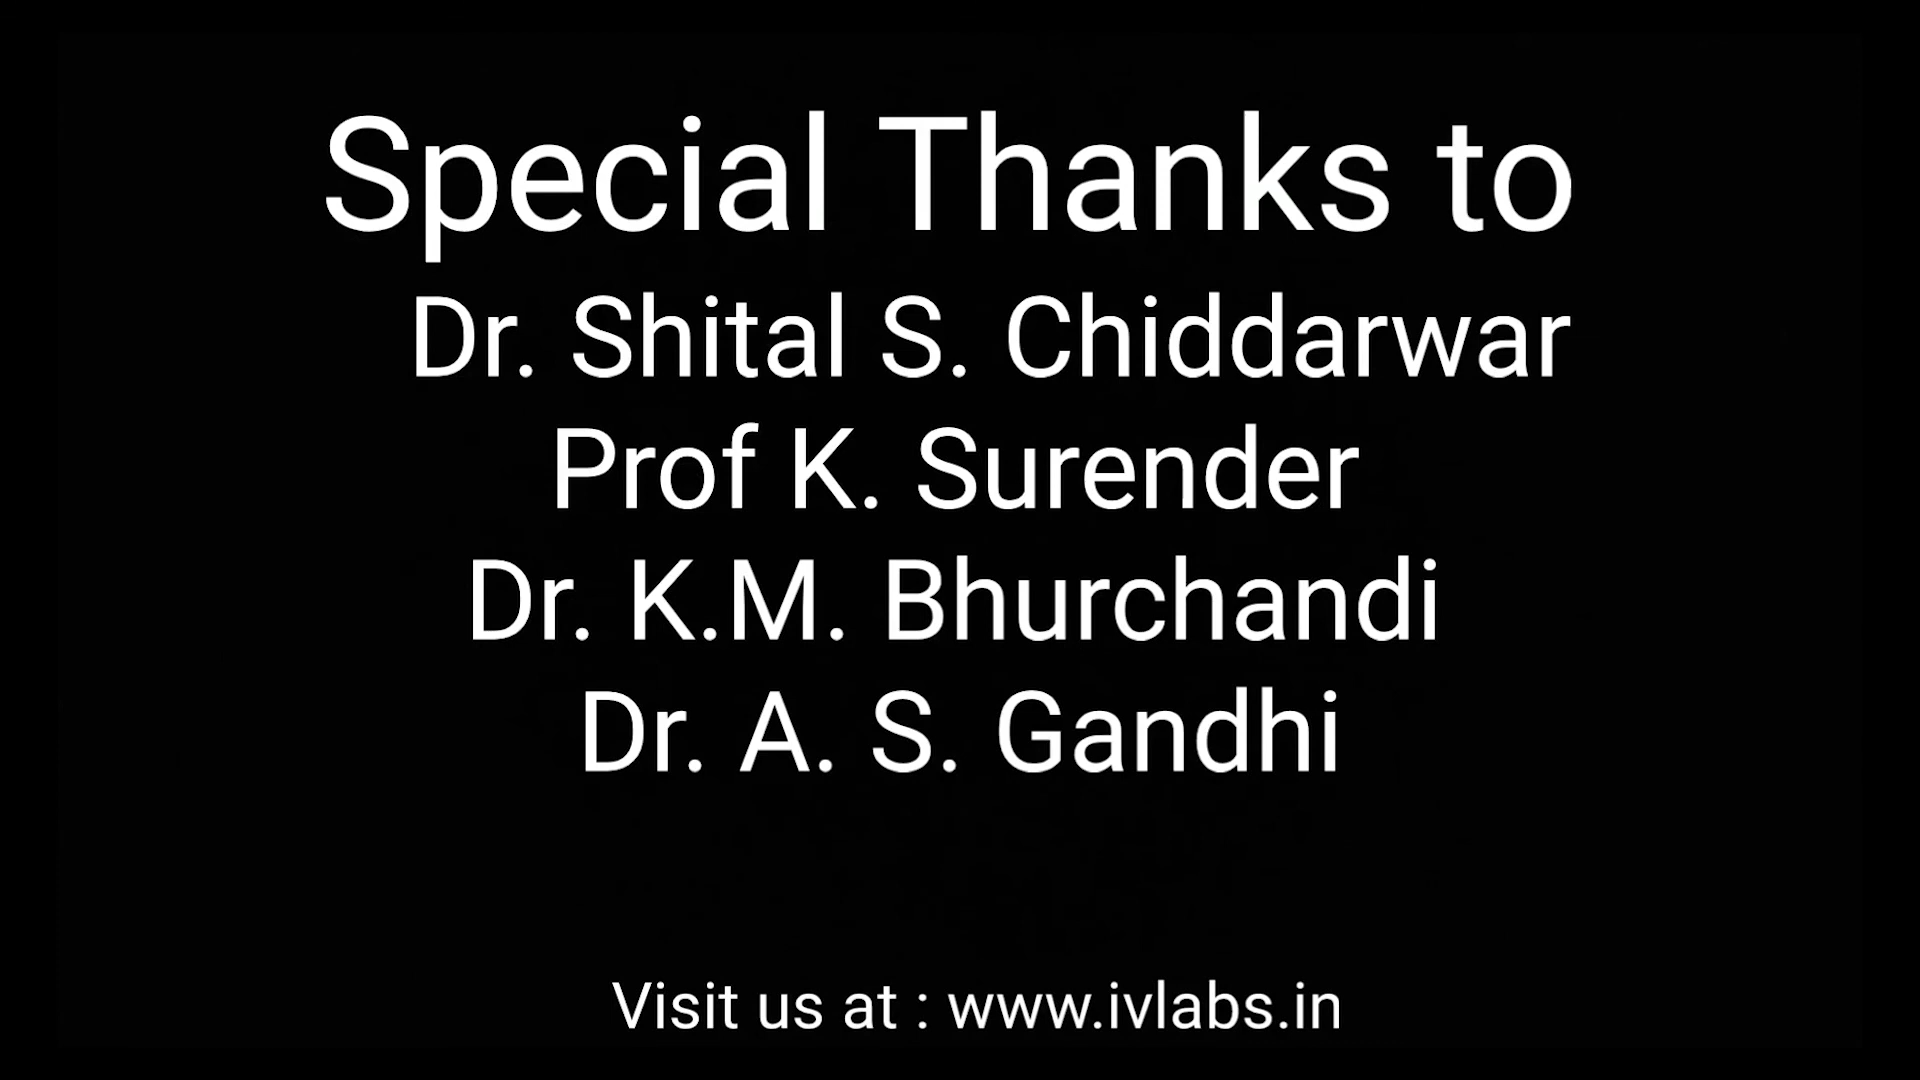 Special Thanks to
Dr. Shital S. Chiddarwar
Prof K. Surender
Dr. K.M. Bhurchandi
Dr. A. S. Gandhi
Visit us at : www.ivlabs.in